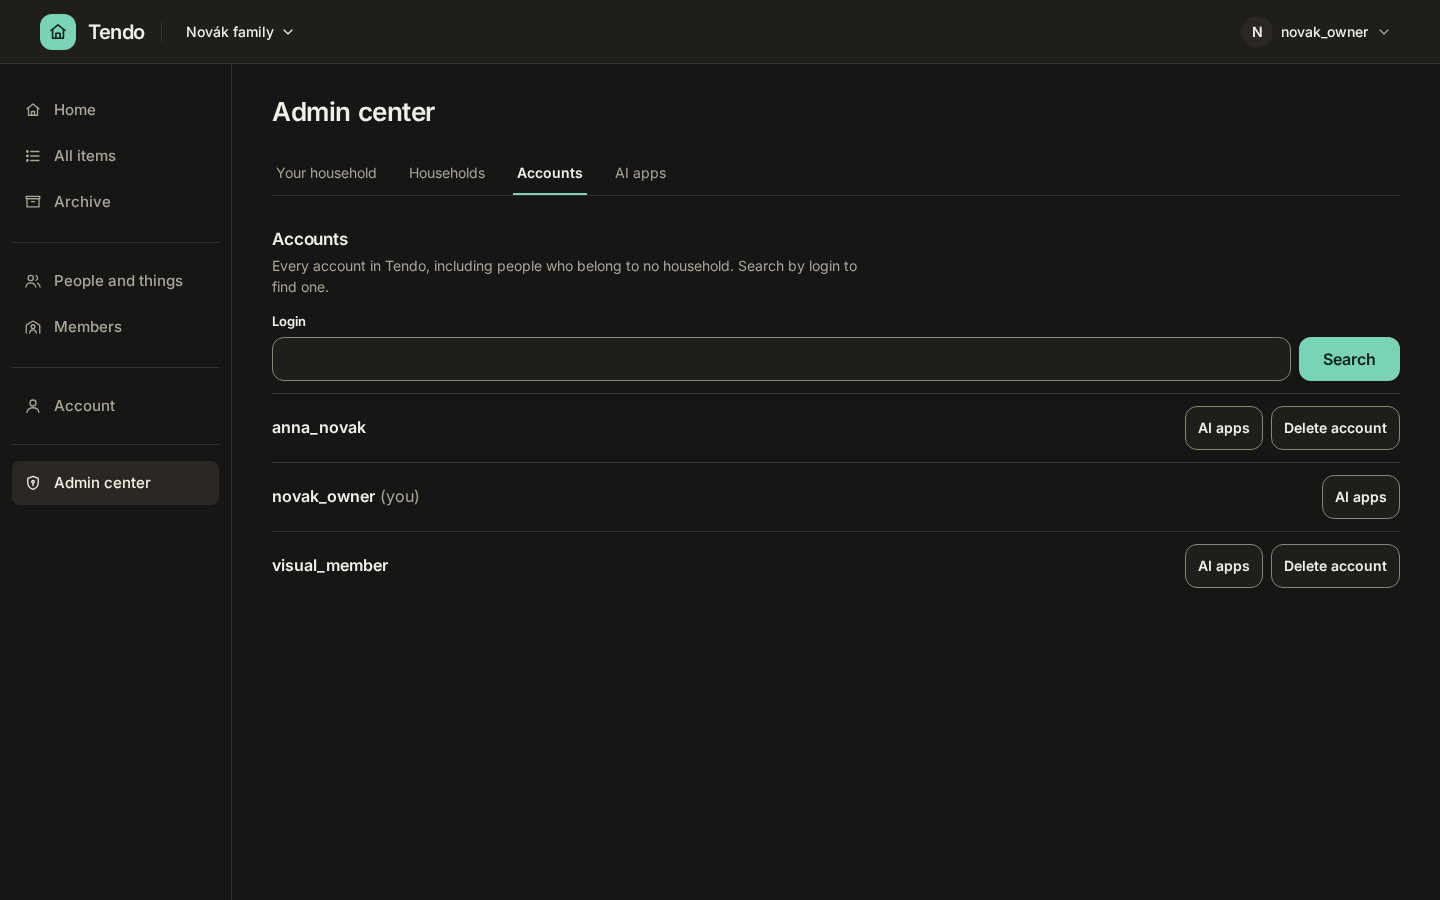 Tendo
Novák family
N
novak_owner
Home
All items
Archive
People and things
Members
Account
Admin center
Admin center
Your household
Households
Accounts
AI apps
Accounts
Every account in Tendo, including people who belong to no household. Search by login to
find one.
Login
Search
anna_novak
AI apps
Delete account
novak_owner (you)
AI apps
visual_member
AI apps
Delete account